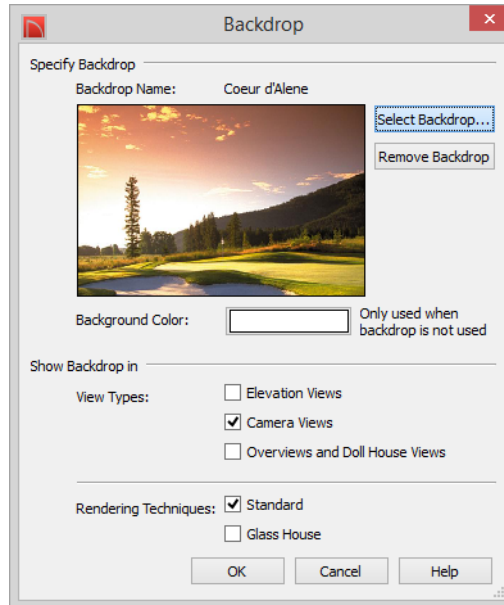 Backdrop
Specify Backdrop
Backdrop Name: Coeur d'Alene
Select Backdrop...
Remove Backdrop
Background Color:
Only used when
backdrop is not used
Show Backdrop in
View Types:
Elevation Views
Camera Views
Overviews and Doll House Views
Rendering Techniques:
Standard
Glass House
OK
Cancel
Help